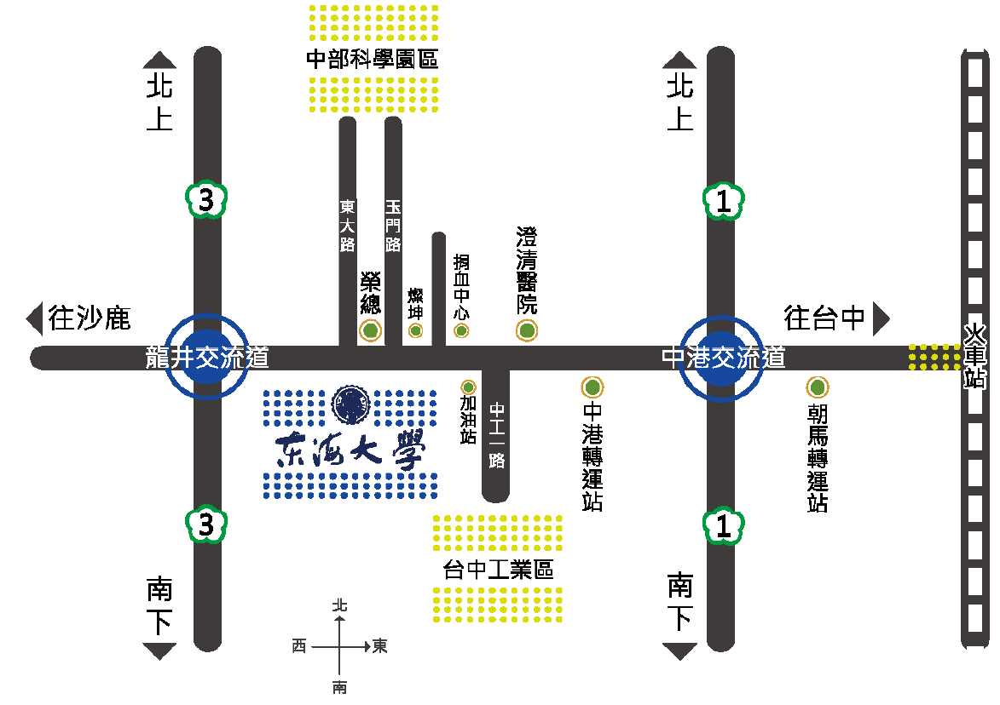 中部科學園區
北上
北上
3
1
東大路
玉門路
澄清醫院
捐血中心
榮總
燦坤
往沙鹿
往台中
火車站
龍井交流道
中港交流道
加油站
中工一路
中港轉運站
朝馬轉運站
东海大學
3
1
台中工業區
南下
南下
北
西
東
南